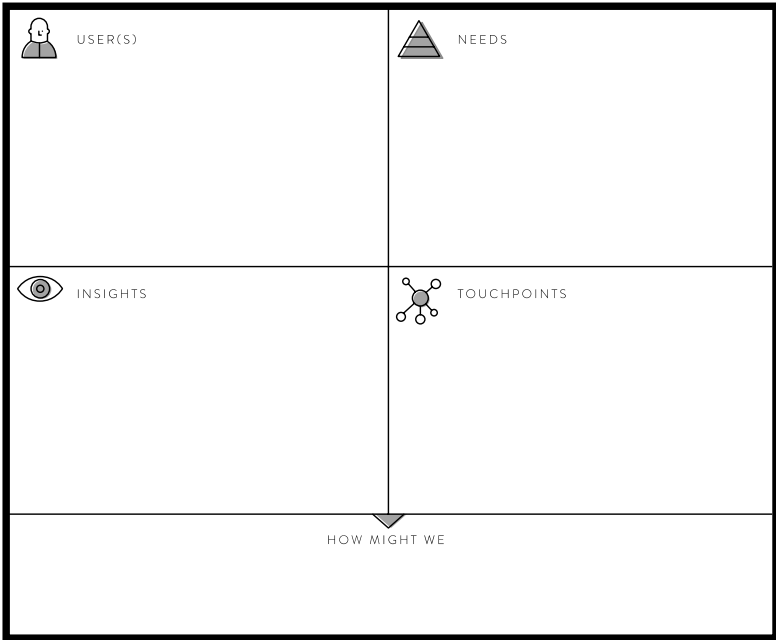 USER(S)
NEEDS
INSIGHTS
TOUCHPOINTS
HOW MIGHT WE